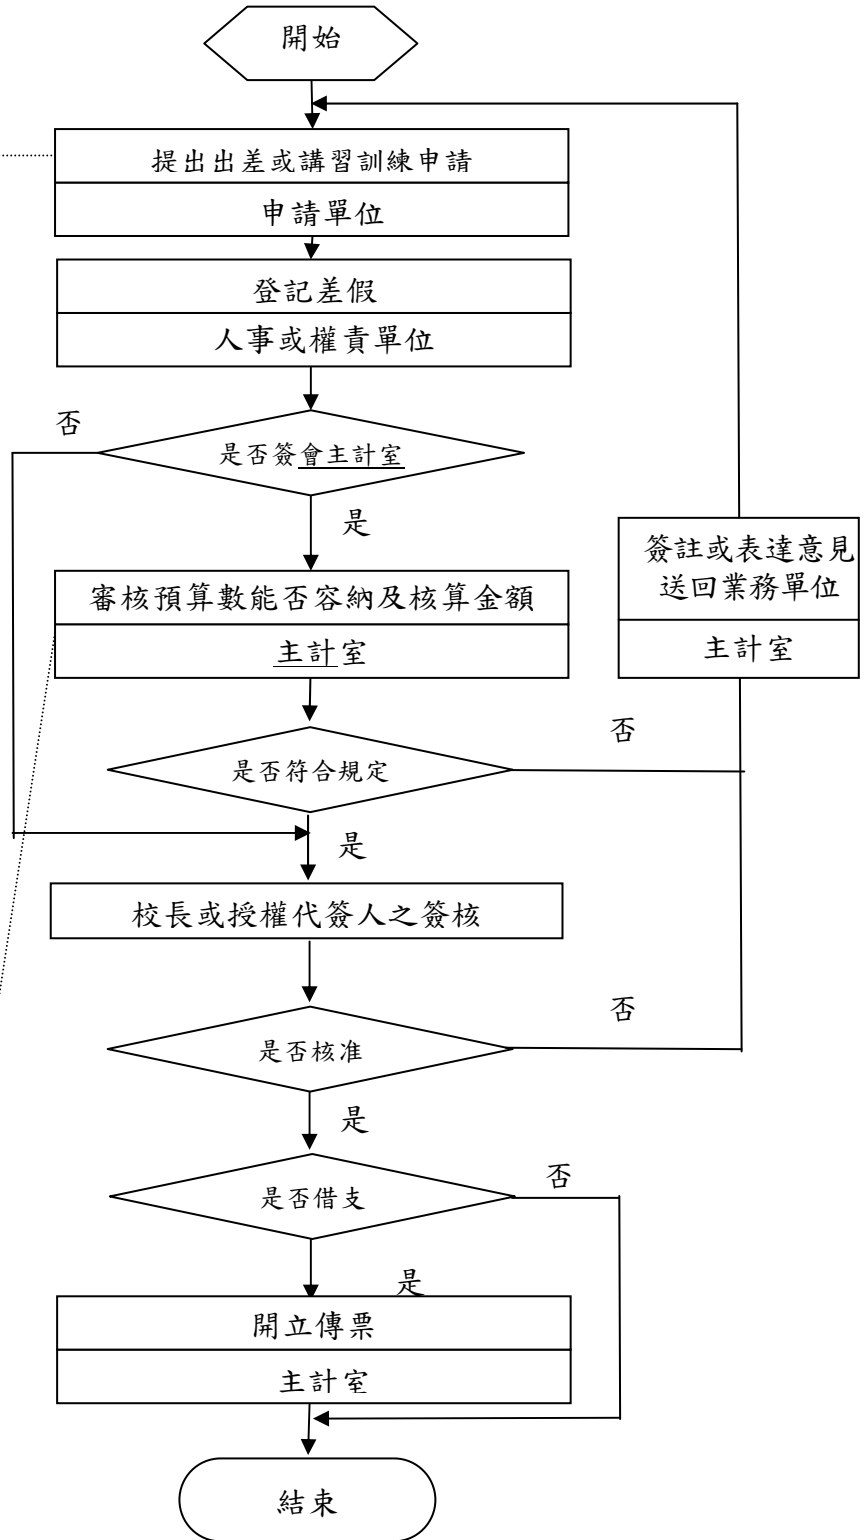 開始
提出出差或講習訓練申請
申請單位
登記差假
人事或權責單位
否
是否簽會主計室
是
簽註或表達意見
送回業務單位
主計室
審核預算數能否容納及核算金額
主計室
否
是否符合規定
是
校長或授權代簽人之簽核
否
是否核准
是
否
是否借支
是
開立傳票
主計室
結束